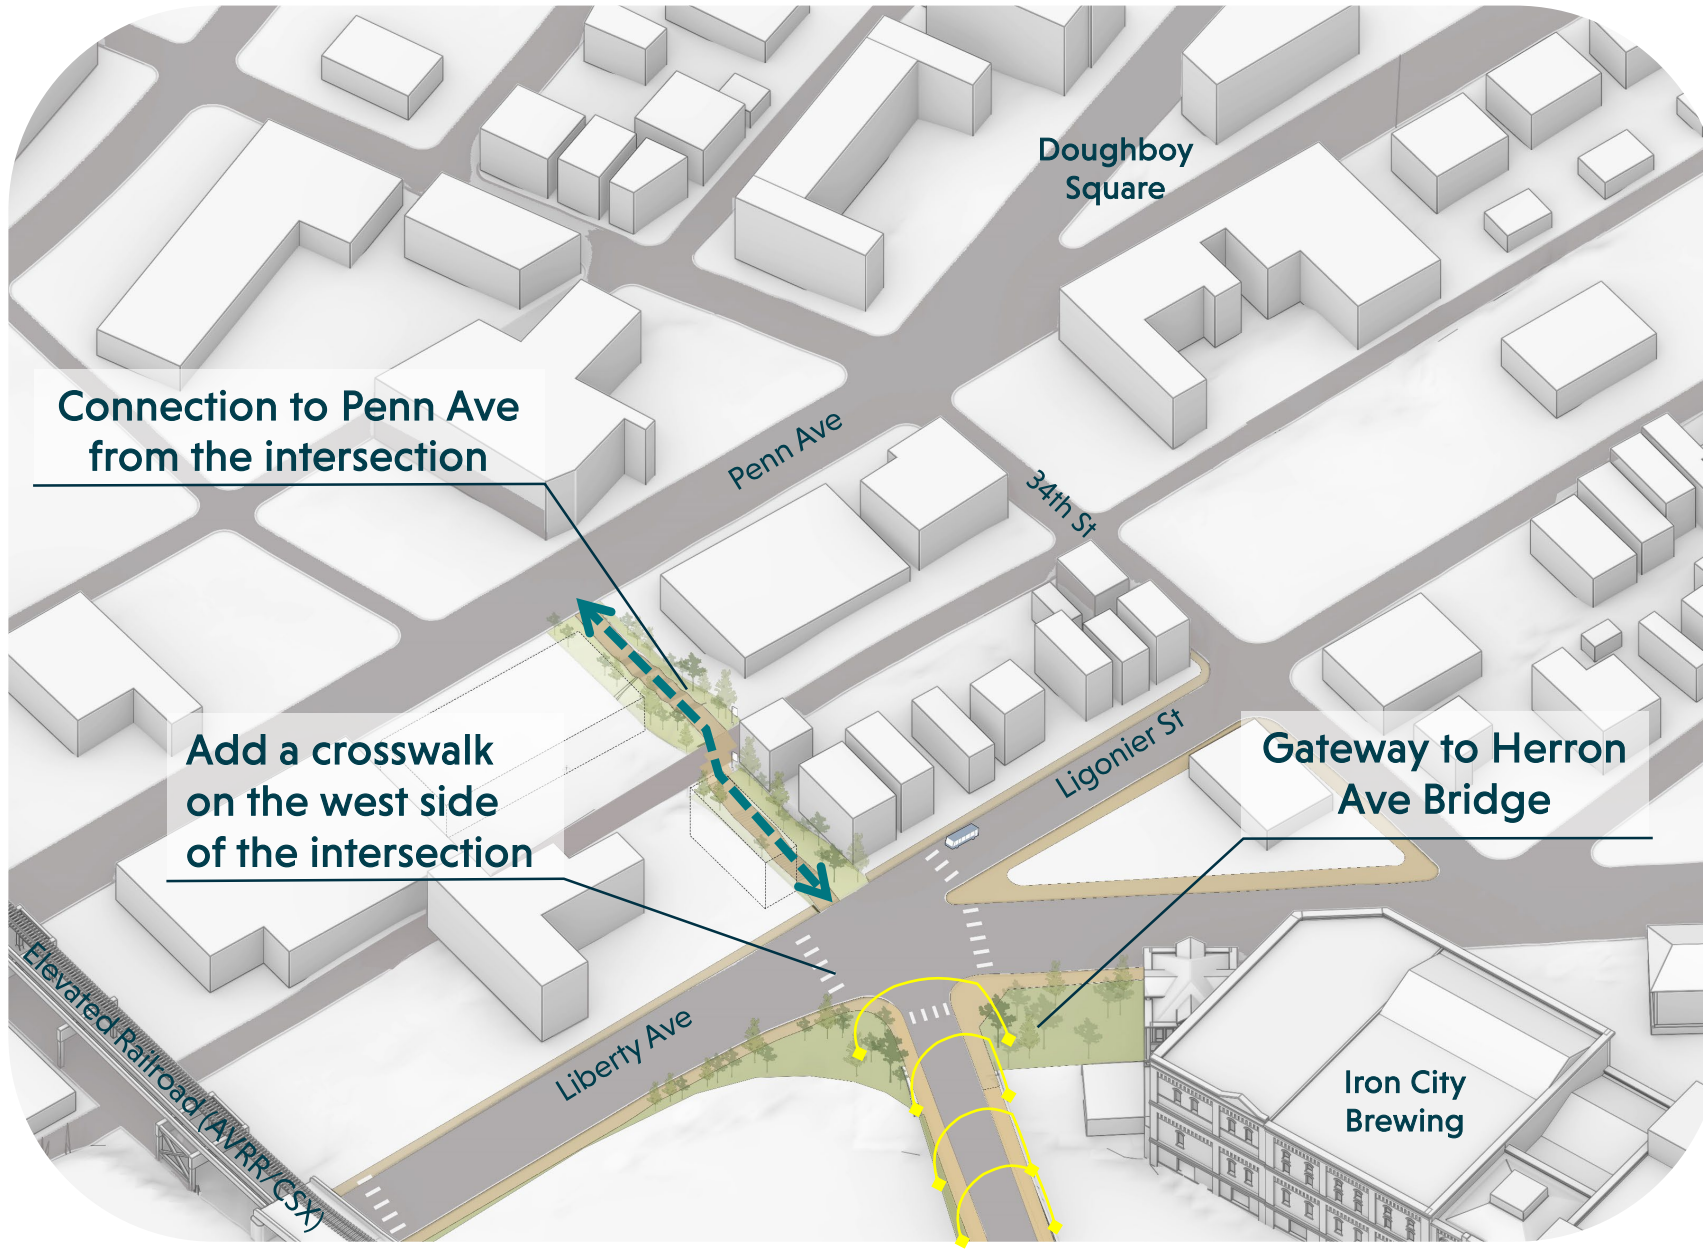 Doughboy
Square
Connection to Penn Ave
from the intersection
Penn Ave
34th St
Add a crosswalk
on the west side
of the intersection
Ligonier St
Gateway to Herron
Ave Bridge
Elevated Railroad (AVRR/CSX)
Liberty Ave
Iron City
Brewing